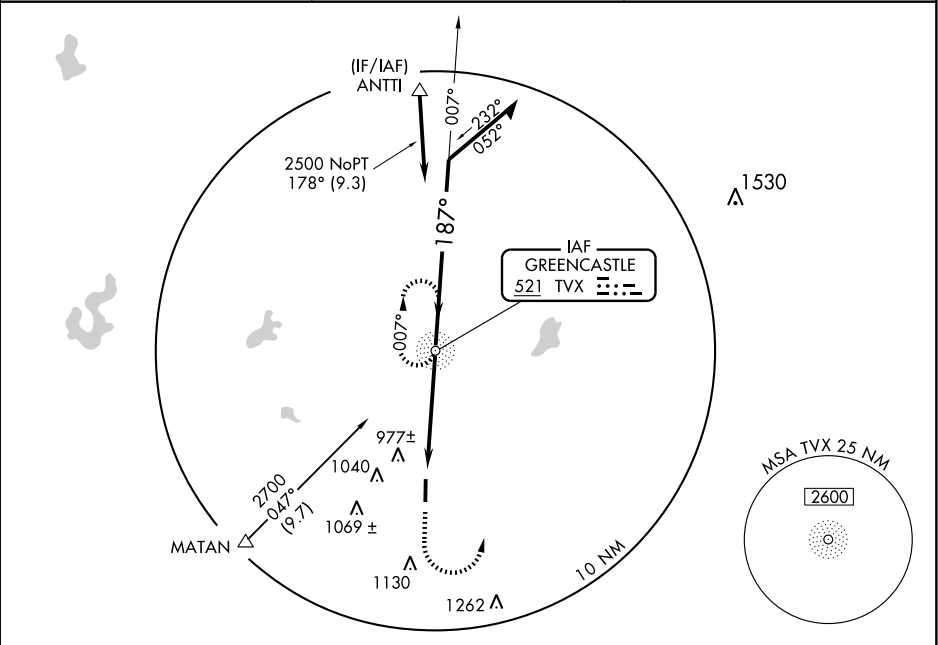 (IF/IAF)
ANTTI
007°
232°
052°
2500 NoPT
178° (9.3)
1530
187°
IAF
GREENCASTLE
521 TVX
007°
977±
1040
2700
047°
(9.7)
1069 ±
MATAN
MSA TVX 25 NM
2600
10 NM
1130
1262